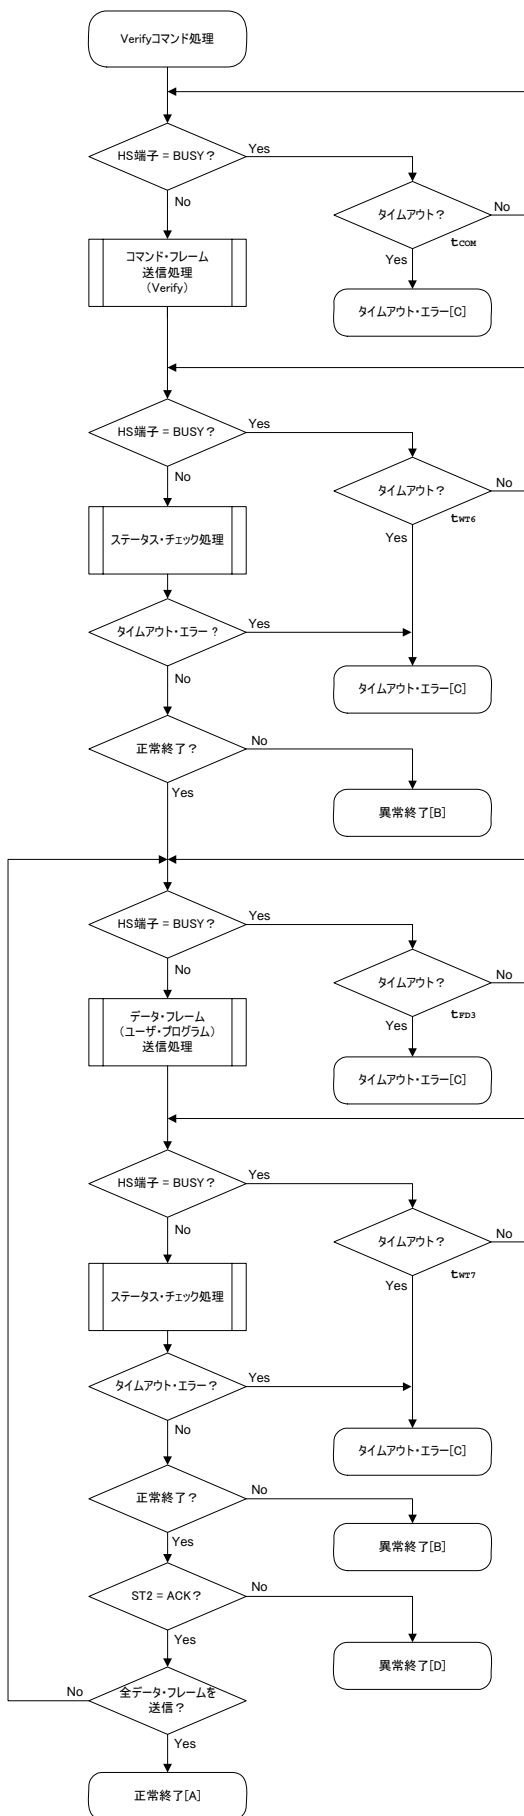 Verifyコマンド処理
HS端子 = BUSY？
Yes
No
タイムアウト？
No
tCOM
Yes
コマンド・フレーム
送信処理
（Verify）
タイムアウト・エラー[C]
HS端子 = BUSY？
Yes
No
タイムアウト？
No
tWT6
Yes
ステータス・チェック処理
タイムアウト・エラー？
Yes
No
タイムアウト・エラー[C]
正常終了？
No
Yes
異常終了[B]
HS端子 = BUSY？
Yes
No
タイムアウト？
No
tFD3
Yes
データ・フレーム
（ユーザ・プログラム）
送信処理
タイムアウト・エラー[C]
HS端子 = BUSY？
Yes
No
タイムアウト？
No
tWT7
Yes
ステータス・チェック処理
タイムアウト・エラー？
Yes
No
タイムアウト・エラー[C]
正常終了？
No
Yes
異常終了[B]
ST2 = ACK？
No
Yes
異常終了[D]
全データ・フレームを
送信？
No
Yes
正常終了[A]